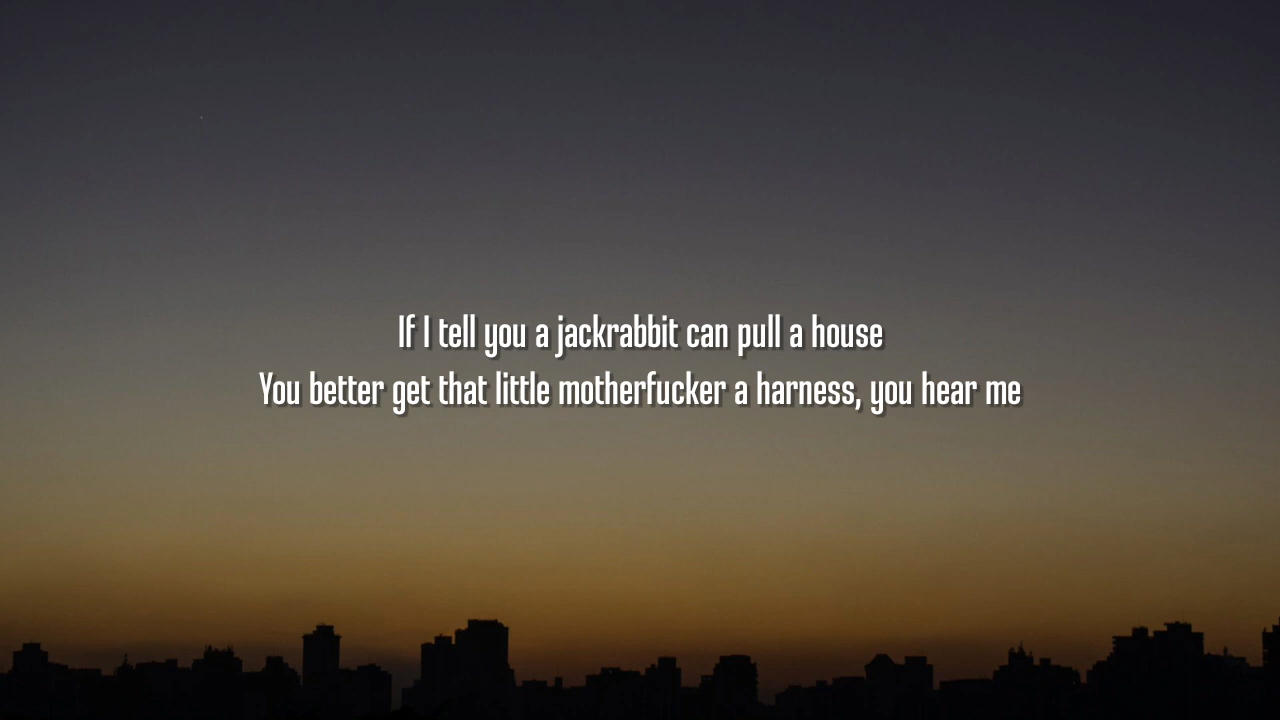 If I tell you a jackrabbit can pull a house
You better get that little motherfucker a harness, you hear me